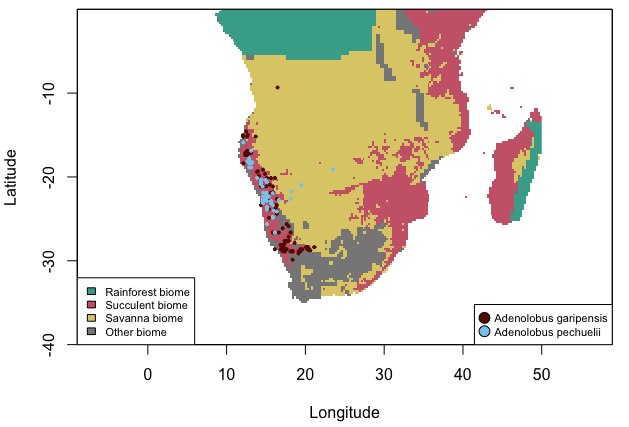 Latitude
-10
-20
-30
-40
Rainforest biome
Succulent biome
Savanna biome
Other biome
Adenolobus garipensis
Adenolobus pechuelii
0 10 20 30 40 50
Longitude